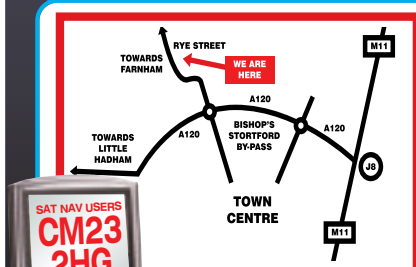 M11
RYE STREET
TOWARDS
FARNHAM
WE ARE
HERE
A120
A120
BISHOP'S
STORTFORD
BY-PASS
A120
TOWARDS
LITTLE
HADHAM
J8
TOWN
CENTRE
M11
SAT NAV USERS
CM23
2HG